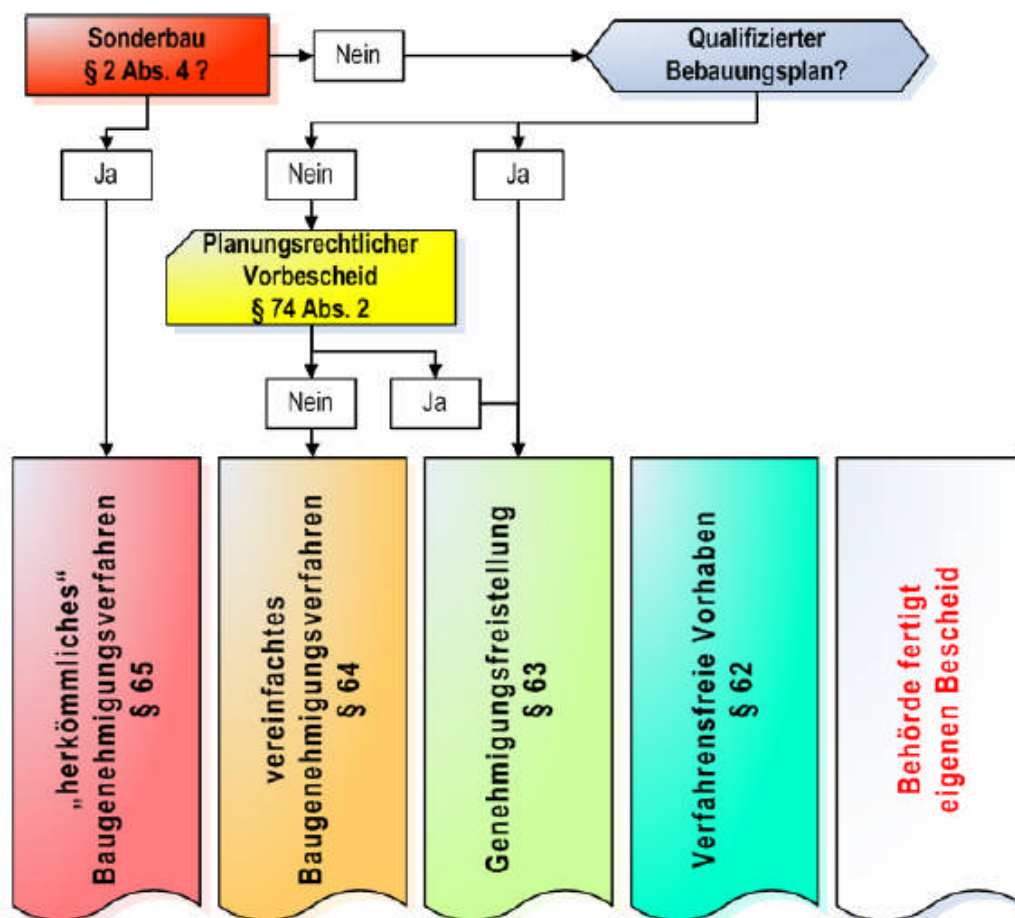 Sonderbau
§ 2 Abs. 4 ?
Nein
Qualifizierter
Bebauungsplan?
Ja
Nein
Ja
Planungsrechtlicher
Vorbescheid
§ 74 Abs. 2
Nein
Ja
„herkömmliches“
Baugenehmigungsverfahren
§ 65
vereinfachtes
Baugenehmigungsverfahren
§ 64
Genehmigungsfreistellung
§ 63
Verfahrensfreie Vorhaben
§ 62
Behörde fertigt
eigenen Bescheid